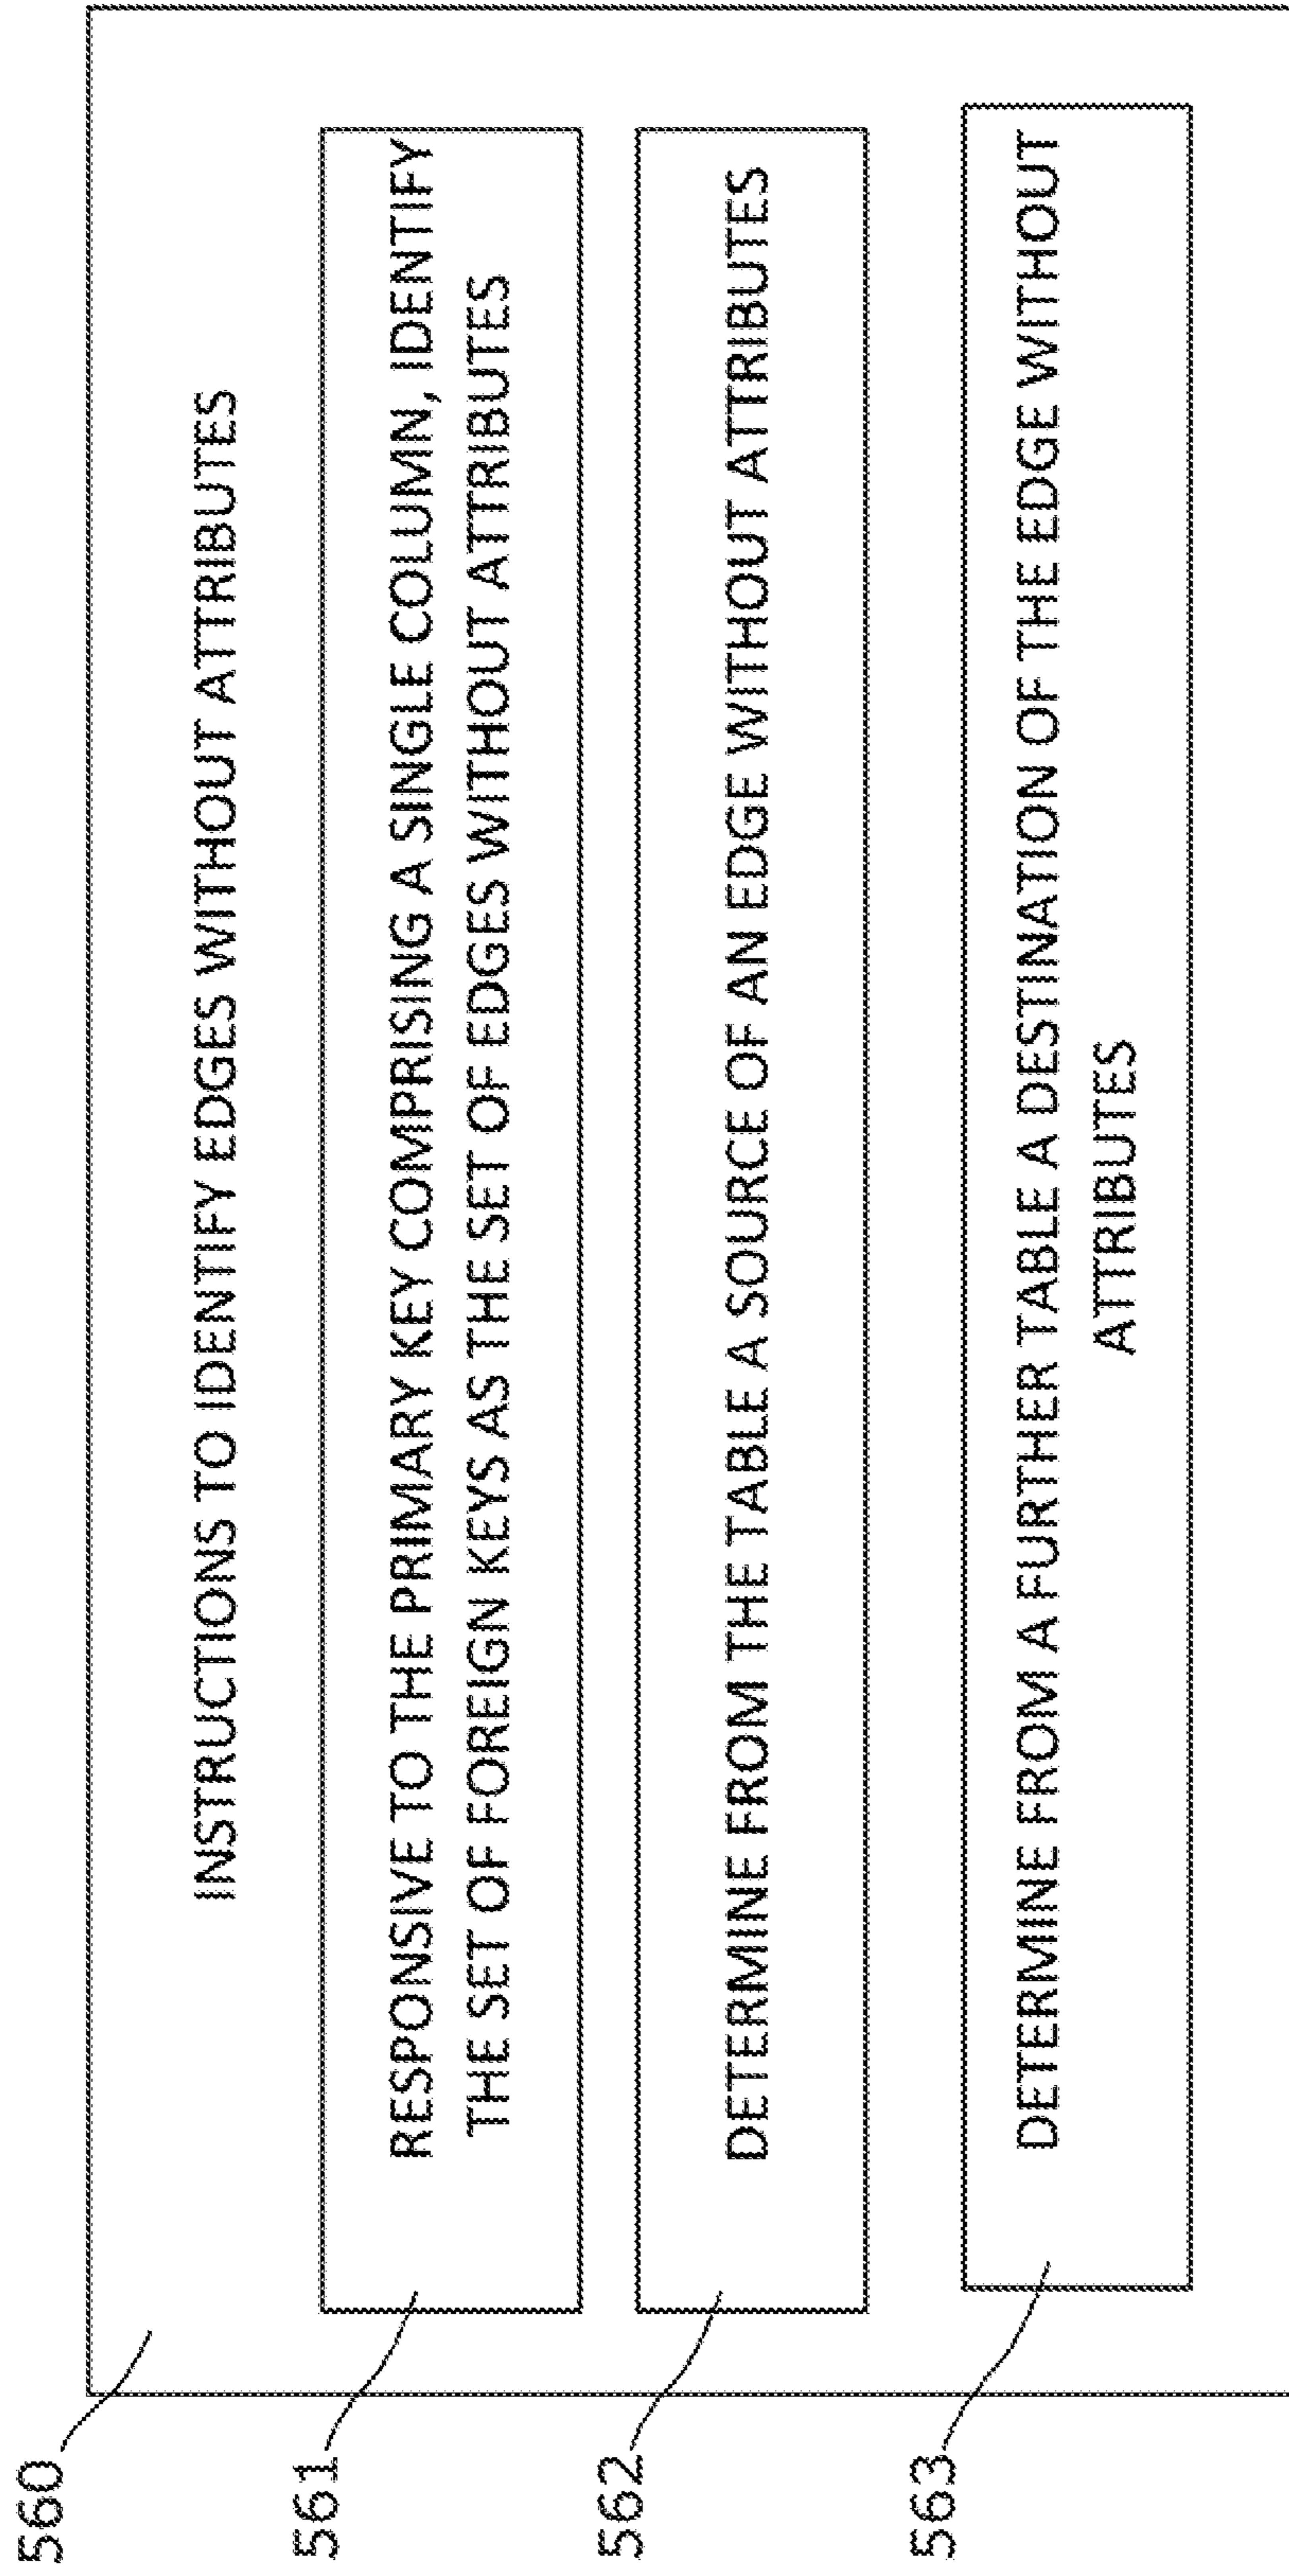 560
INSTRUCTIONS TO IDENTIFY EDGES WITHOUT ATTRIBUTES
561
RESPONSIVE TO THE PRIMARY KEY COMPRISING A SINGLE COLUMN, IDENTIFY
THE SET OF FOREIGN KEYS AS THE SET OF EDGES WITHOUT ATTRIBUTES
562
DETERMINE FROM THE TABLE A SOURCE OF AN EDGE WITHOUT ATTRIBUTES
563
DETERMINE FROM A FURTHER TABLE A DESTINATION OF THE EDGE WITHOUT
ATTRIBUTES